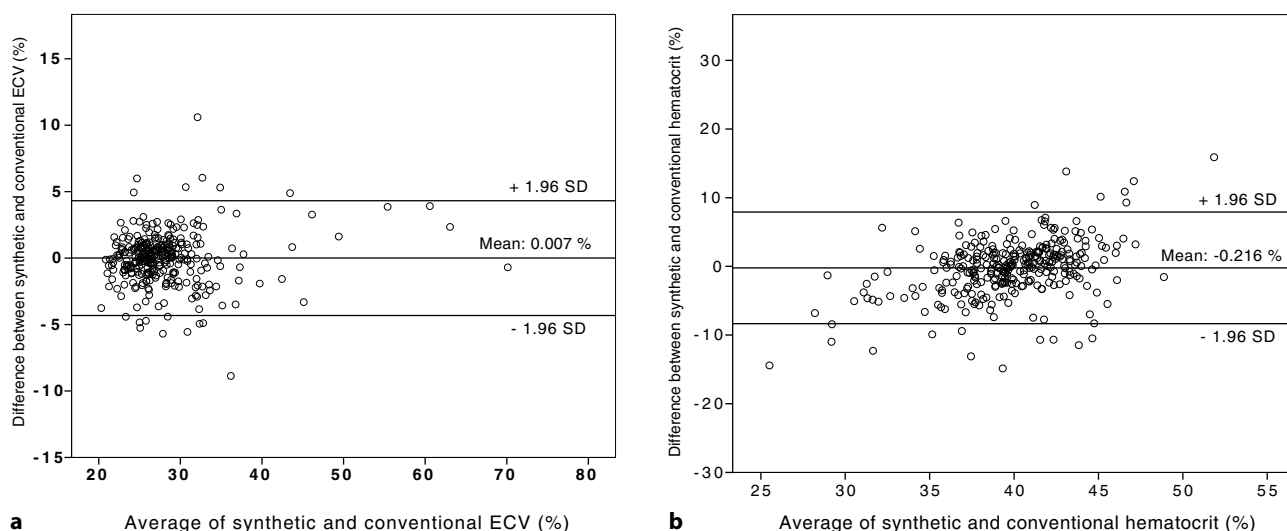 Difference between synthetic and conventional ECV (%)
15
10
5
0
-5
-10
-15
+ 1.96 SD
Mean: 0.007 %
- 1.96 SD
20 30 40 50 60 70 80
a Average of synthetic and conventional ECV (%)
Difference between synthetic and conventional hematocrit (%)
30
20
10
0
-10
-20
-30
+ 1.96 SD
Mean: -0.216 %
- 1.96 SD
25 30 35 40 45 50 55
b Average of synthetic and conventional hematocrit (%)